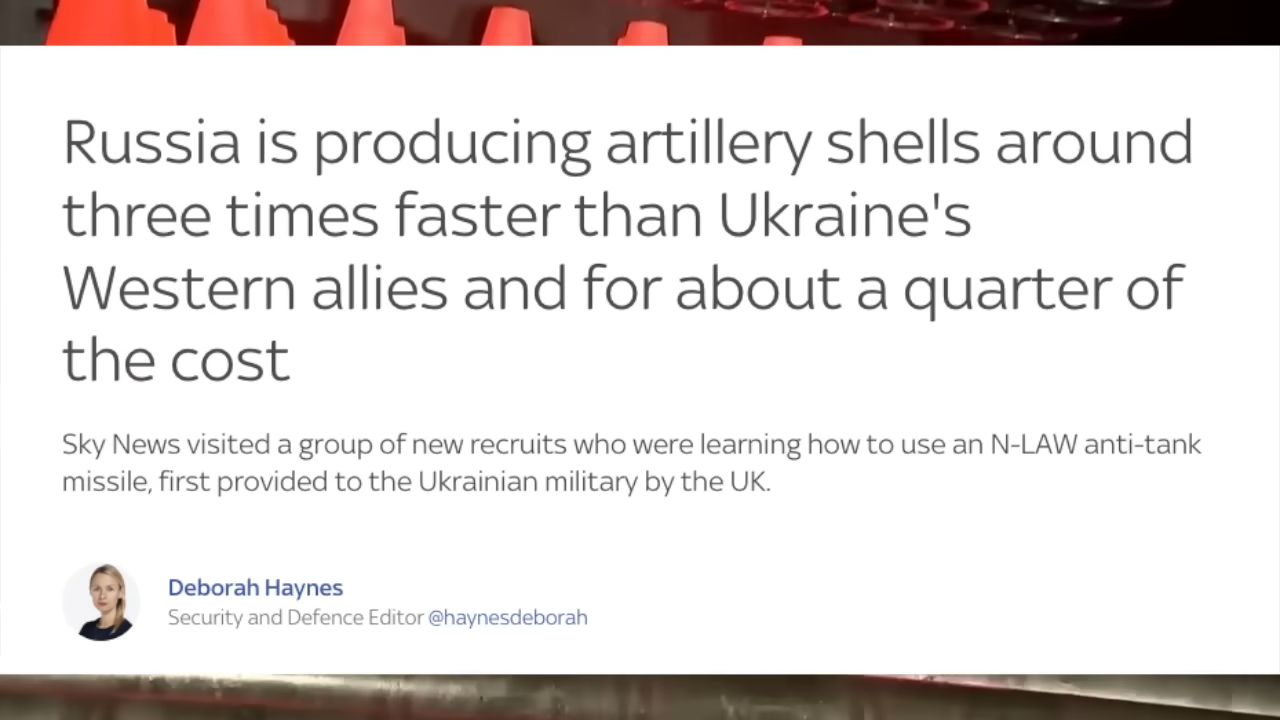 Russia is producing artillery shells around
three times faster than Ukraine's
Western allies and for about a quarter of
the cost
Sky News visited a group of new recruits who were learning how to use an N-LAW anti-tank
missile, first provided to the Ukrainian military by the UK.
Deborah Haynes
Security and Defence Editor @haynesdeborah